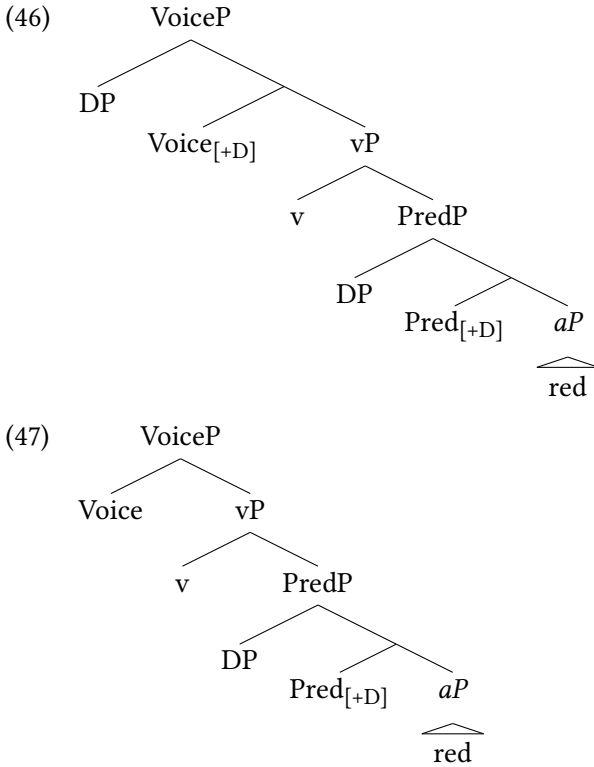 (46) VoiceP
DP
Voice[+D] vP
v PredP
DP
Pred[+D] aP
red
(47) VoiceP
Voice vP
v PredP
DP
Pred[+D] aP
red